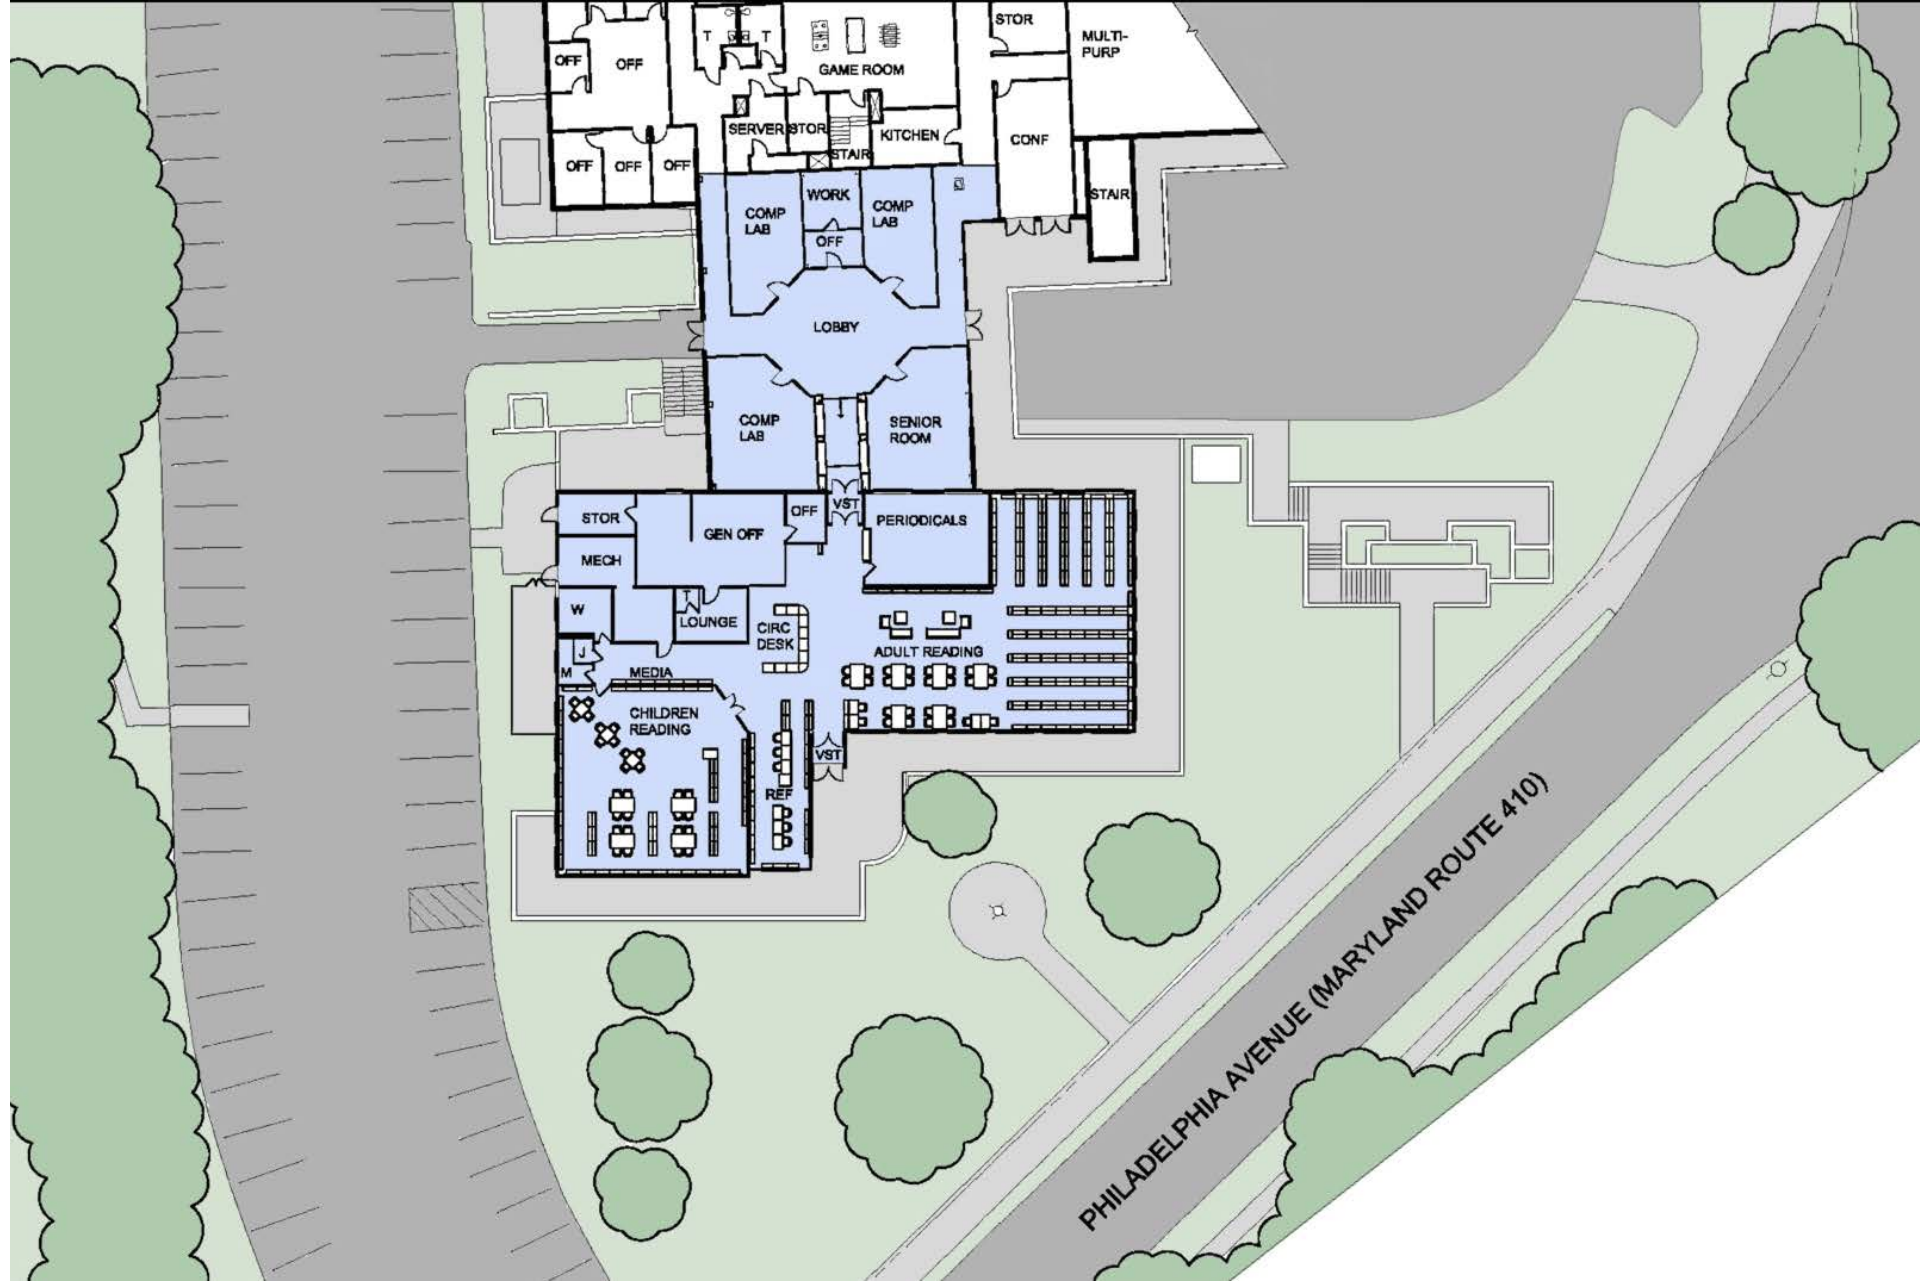 STOR
MULTI-
PURP
T
T
OFF
OFF
GAME ROOM
SERVER
STOR
STAIR
KITCHEN
CONF
OFF
OFF
OFF
STAIR
WORK
COMP
LAB
COMP
LAB
OFF
LOBBY
COMP
LAB
SENIOR
ROOM
VST
OFF
STOR
PERIODICALS
GEN OFF
MECH
T
W
LOUNGE
CIRC
DESK
ADULT READING
J
M
MEDIA
CHILDREN
READING
VST
REF
PHILADELPHIA AVENUE (MARYLAND ROUTE 410)